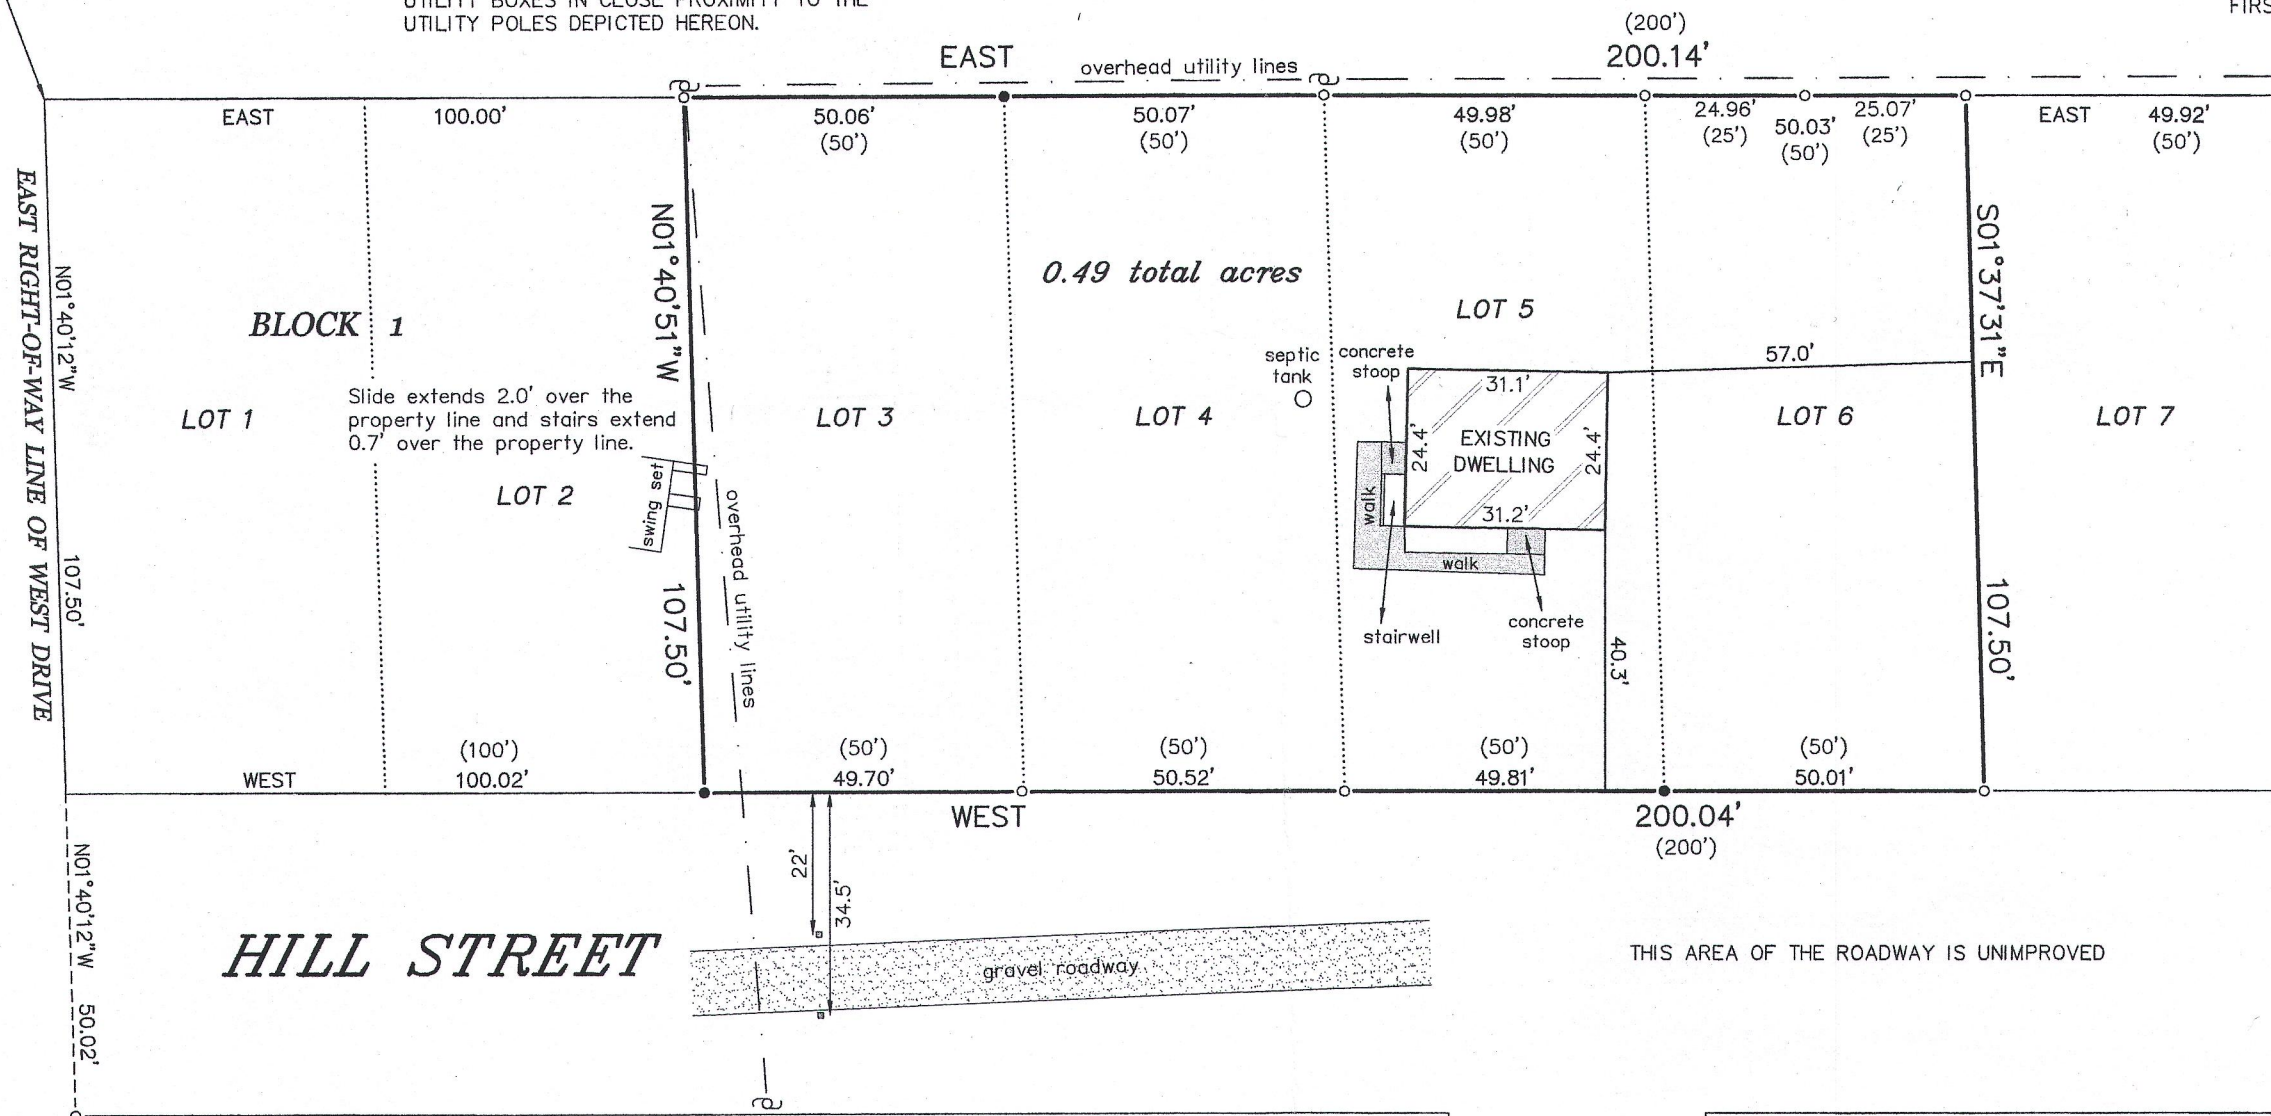 UTILITY BOXES IN CLOSE PROXIMITY TO THE
UTILITY POLES DEPICTED HEREON.
(200')
EAST
overhead utility lines
200.14'
EAST
100.00'
50.06'
(50')
50.07'
(50')
49.98'
(50')
24.96'
(25')
50.03'
(50')
25.07'
(25')
EAST
49.92'
(50')
EAST RIGHT-OF-WAY LINE OF WEST DRIVE
N01°40'12"W
107.50'
N01°40'51"W
107.50'
S01°37'31"E
107.50'
0.49 total acres
BLOCK 1
LOT 1
Slide extends 2.0' over the
property line and stairs extend
0.7' over the property line.
LOT 2
swing set
overhead utility lines
LOT 3
LOT 4
LOT 5
LOT 6
LOT 7
septic
tank
concrete
stoop
31.1'
24.4'
EXISTING
DWELLING
24.4'
31.2'
57.0'
walk
walk
stairwell
concrete
stoop
40.3'
(100')
WEST
100.02'
(50')
49.70'
(50')
50.52'
(50')
49.81'
(50')
50.01'
WEST
200.04'
(200')
22'
34.5'
N01°40'12"W 50.02'
HILL STREET
gravel roadway
THIS AREA OF THE ROADWAY IS UNIMPROVED